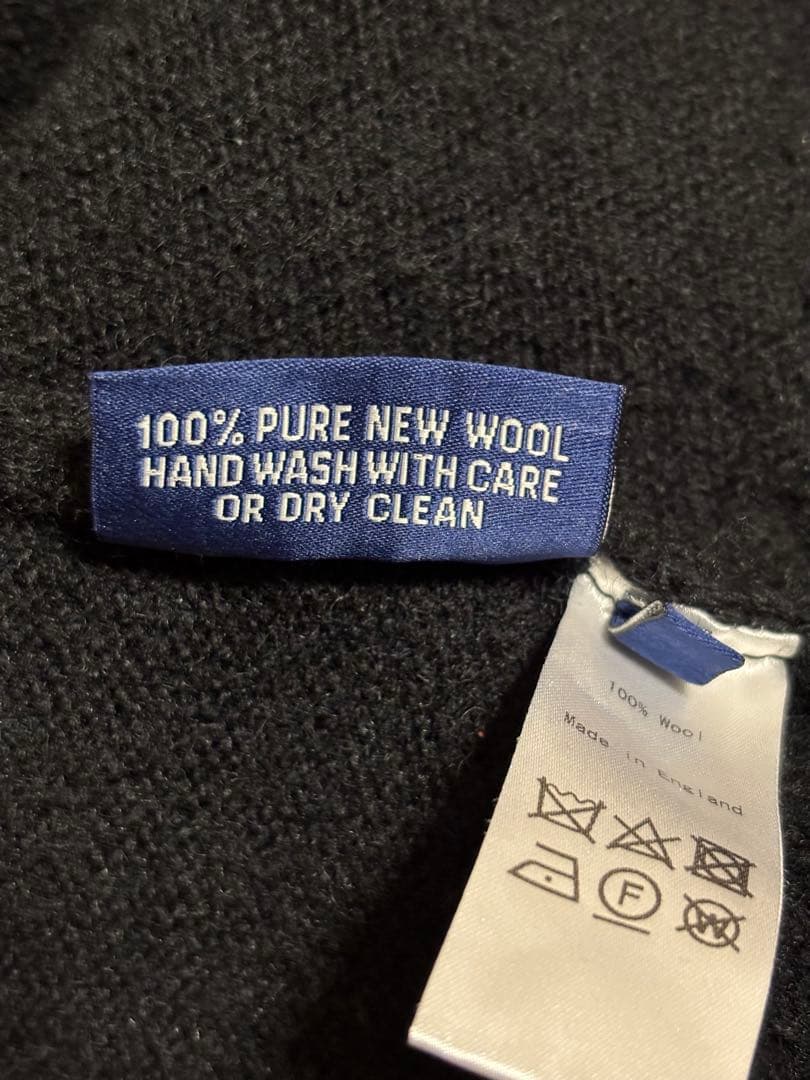 100% PURE NEW WOOL
HAND WASH WITH CARE
OR DRY CLEAN
100% Wool
Made in England
F
W